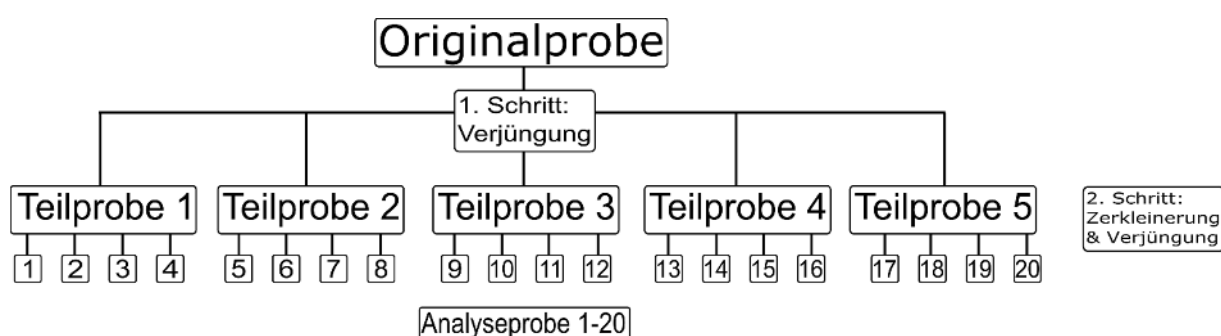 Originalprobe
1. Schritt:
Verjüngung
Teilprobe 1
Teilprobe 2
Teilprobe 3
Teilprobe 4
Teilprobe 5
2. Schritt:
Zerkleinerung
& Verjüngung
1 2 3 4 5 6 7 8 9 10 11 12 13 14 15 16 17 18 19 20
Analyseprobe 1-20